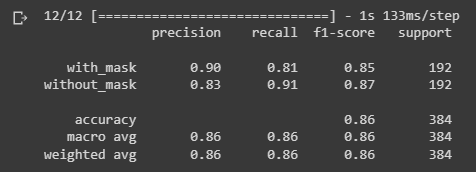 12/12 [==============================] - 1s 133ms/step
precision recall f1-score support
with_mask 0.90 0.81 0.85 192
without_mask 0.83 0.91 0.87 192
accuracy 0.86 384
macro avg 0.86 0.86 0.86 384
weighted avg 0.86 0.86 0.86 384